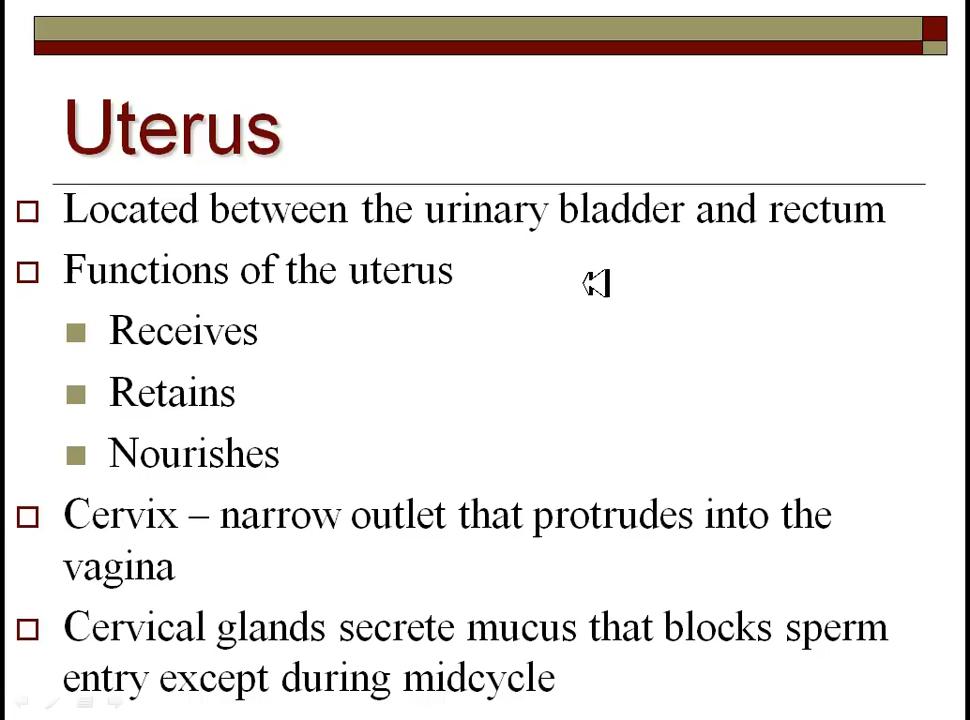 Uterus
Located between the urinary bladder and rectum
Functions of the uterus
Receives
Retains
Nourishes
Cervix – narrow outlet that protrudes into the
vagina
Cervical glands secrete mucus that blocks sperm
entry except during midcycle